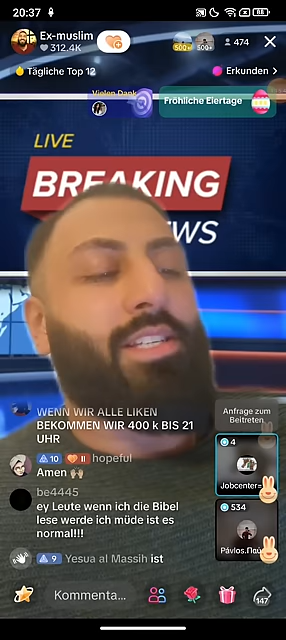 20:37
Ex-muslim
312.4K
500+
500+
474
Tägliche Top 12
Erkunden >
Vielen Dank
Fröhliche Eiertage
LIVE
BREAKING
NEWS
WENN WIR ALLE LIKEN
BEKOMMEN WIR 400 k BIS 21
UHR
10 II hopeful
Amen 🙌🏼
be4445
ey Leute wenn ich die Bibel
lese werde ich müde ist es
normal!!!
9 Yesua al Massih ist
Anfrage zum
Beitreten
4
Jobcenter
534
Kommenta...
147